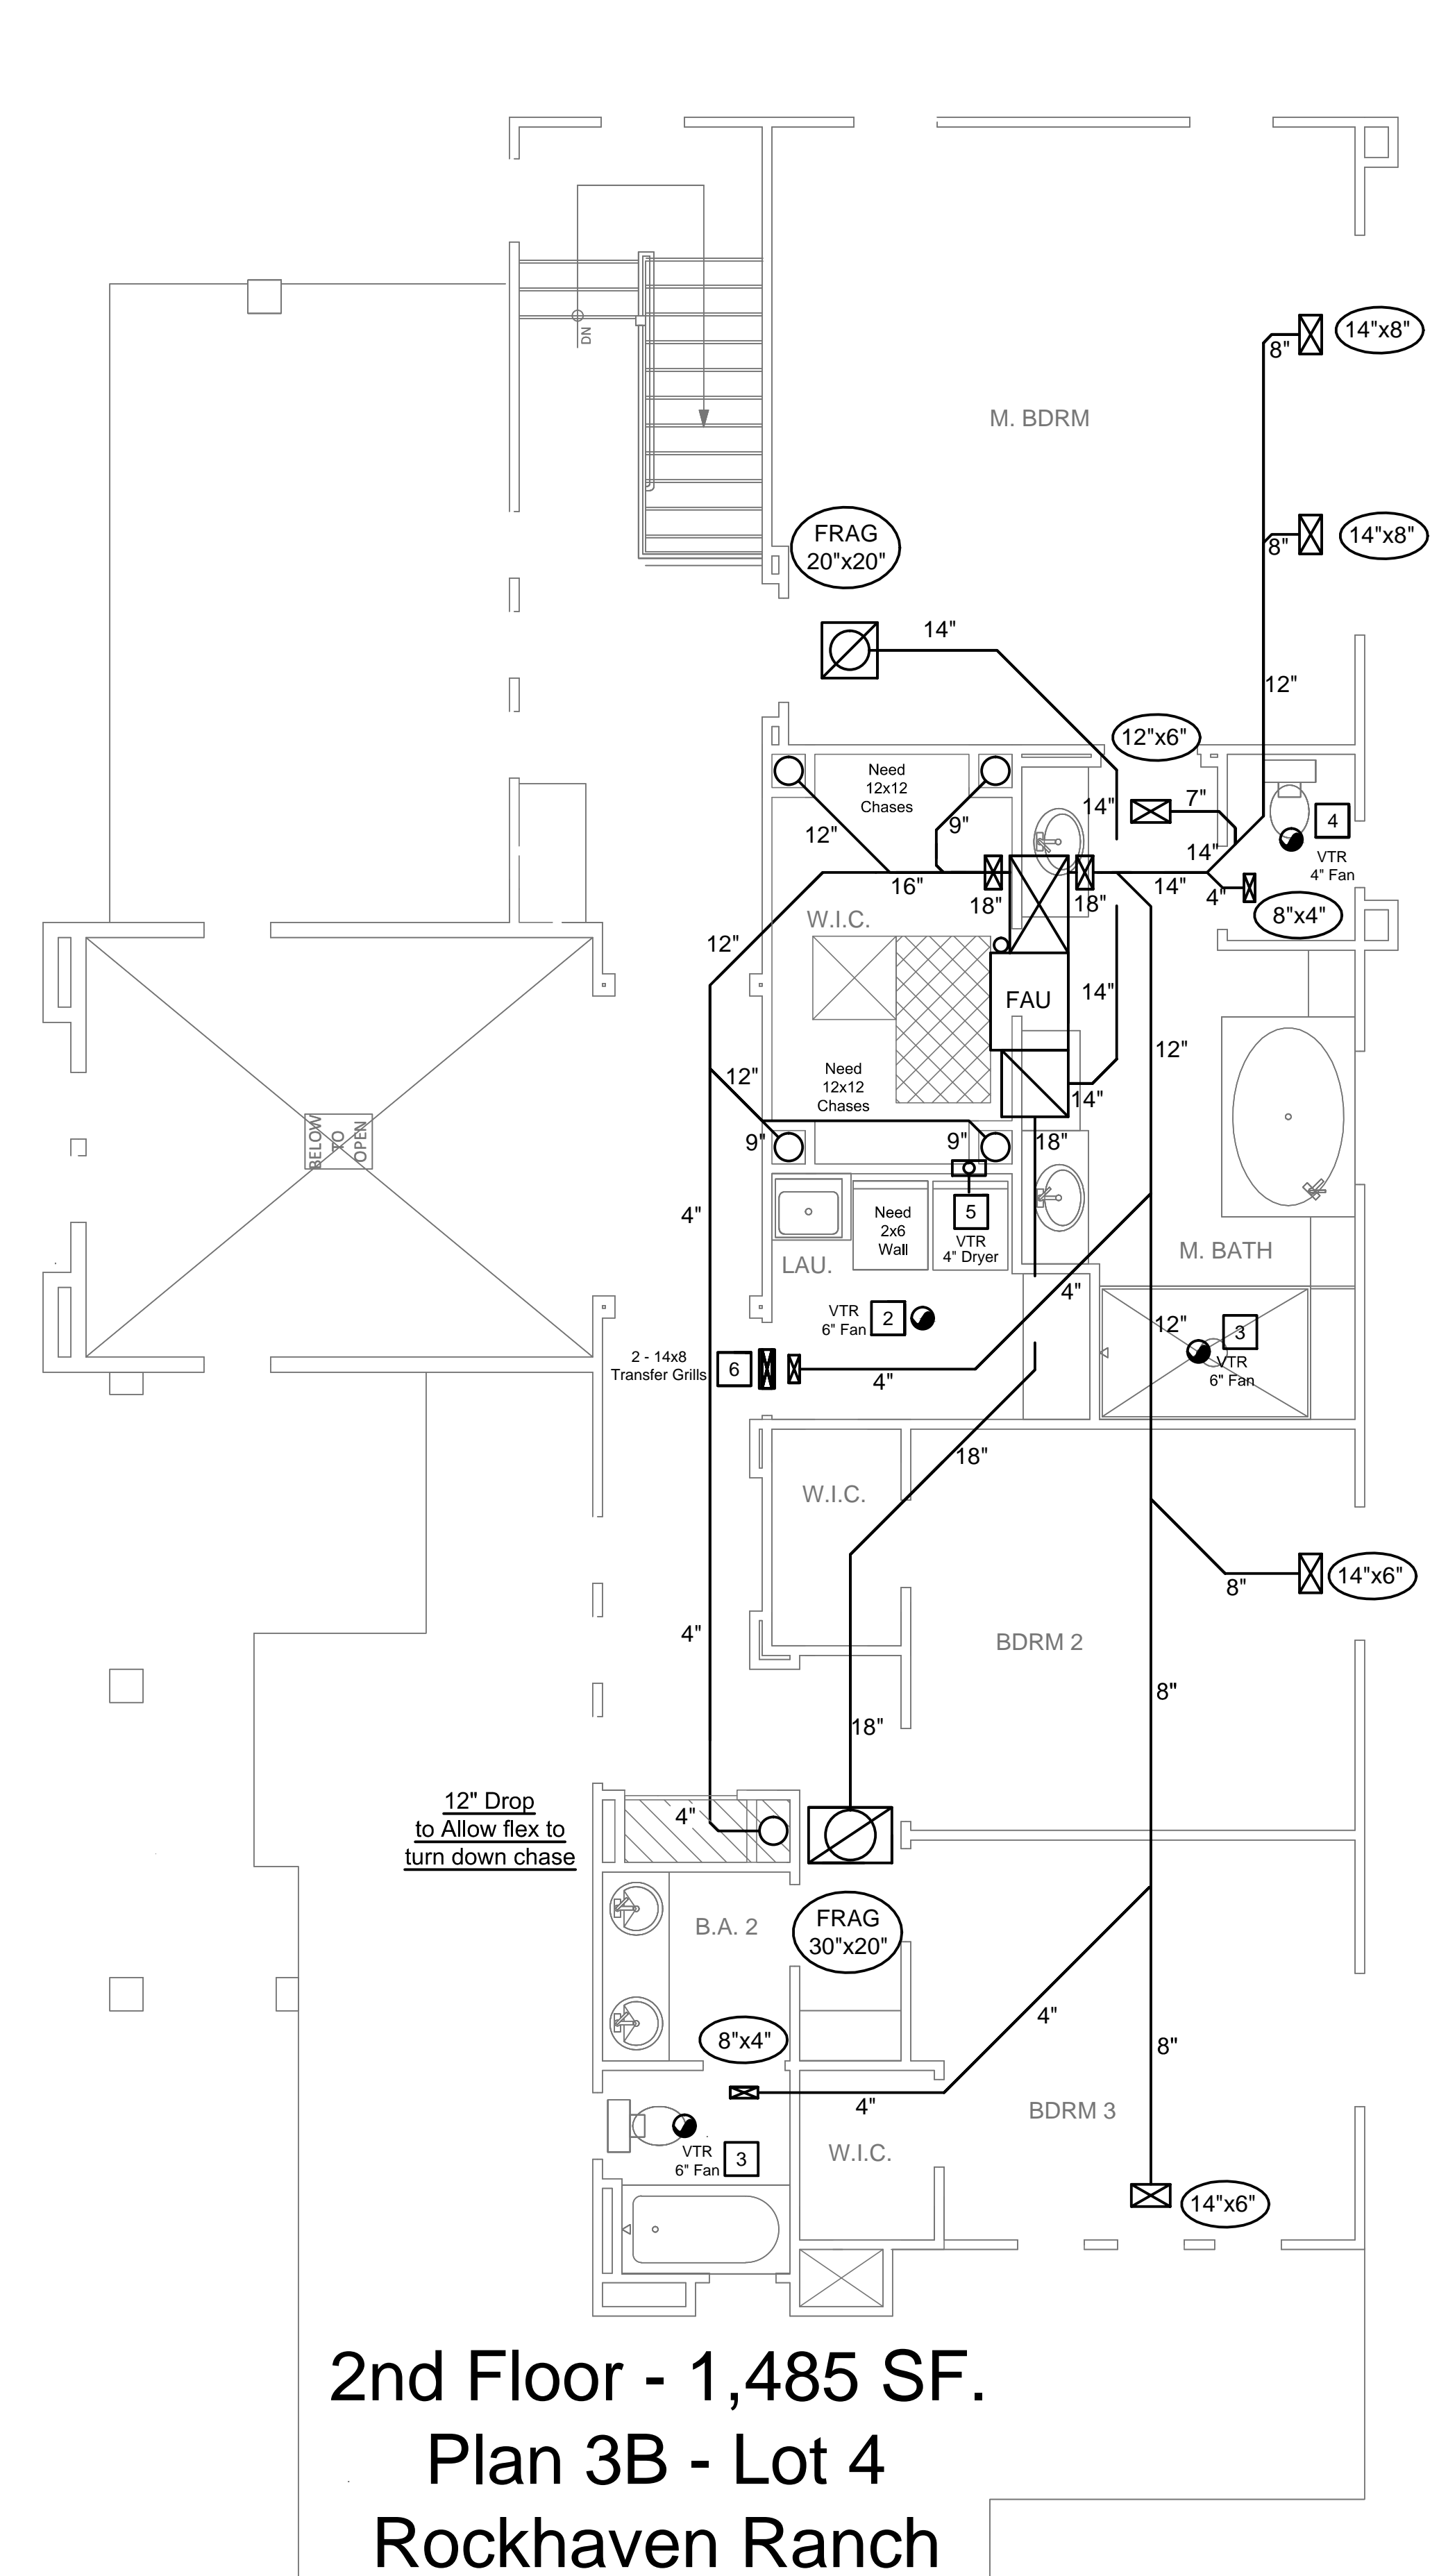 DN
14"x8"
8"
M. BDRM
FRAG
20"x20"
14"x8"
8"
14"
12"
12"x6"
Need
12x12
Chases
12"
9"
14"
7"
4
VTR
4" Fan
14"
16"
18"
18"
14"
4"
8"x4"
W.I.C.
12"
FAU
14"
12"
Need
12x12
Chases
12"
14"
BELOW
TO
OPEN
9"
9"
18"
4"
Need
2x6
Wall
5
VTR
4" Dryer
LAU.
M. BATH
4"
VTR
6" Fan
2
12"
3
VTR
6" Fan
2 - 14x8
Transfer Grills
6
4"
18"
W.I.C.
14"x6"
8"
4"
BDRM 2
8"
18"
12" Drop
to Allow flex to
turn down chase
4"
B.A. 2
FRAG
30"x20"
4"
8"x4"
8"
4"
BDRM 3
VTR
6" Fan
3
W.I.C.
14"x6"
2nd Floor - 1,485 SF.
Plan 3B - Lot 4
Rockhaven Ranch